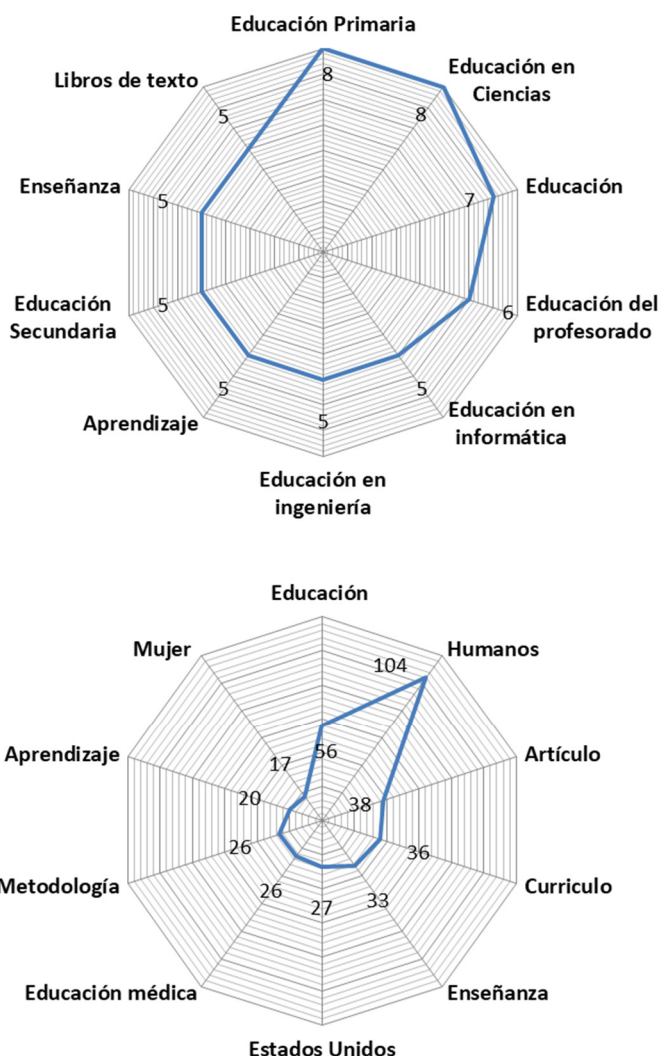 Educación Primaria
8
Educación en
Ciencias
8
Libros de texto
5
Educación
7
Enseñanza
5
Educación del
profesorado
6
Educación
Secundaria
5
Educación en
informática
5
Aprendizaje
5
5
Educación en
ingeniería
Educación
56
Humanos
104
Mujer
17
Artículo
38
Aprendizaje
20
Curriculo
36
Metodología
26
Enseñanza
33
Educación médica
26
27
Estados Unidos